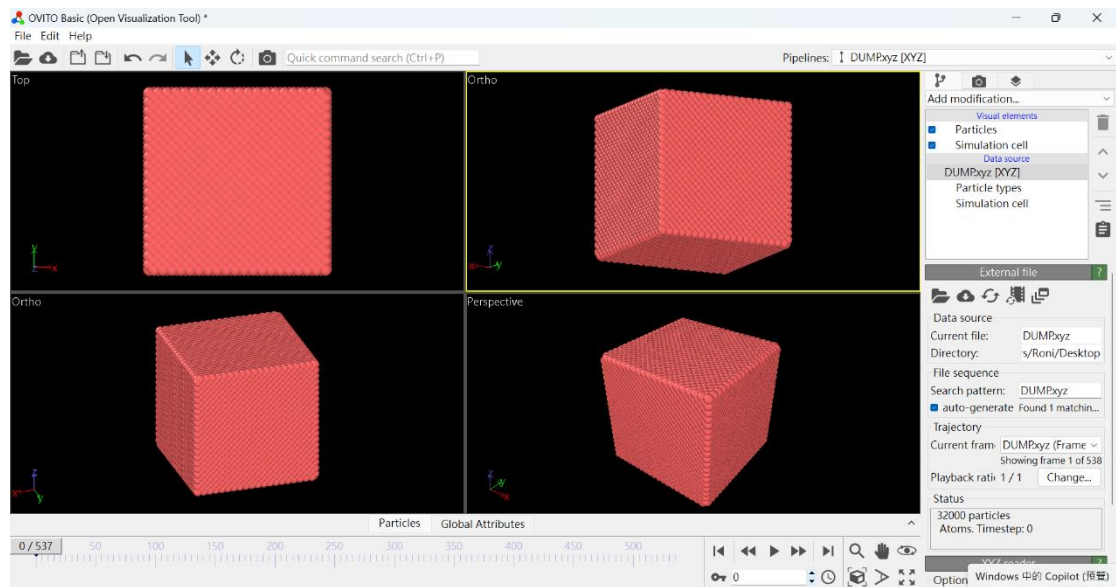 OVITO Basic (Open Visualization Tool) *
File Edit Help
Quick command search (Ctrl+P)
Pipelines: DUMP.xyz [XYZ]
Top
Ortho
Add modification...
Visual elements
Particles
Simulation cell
Data source
DUMP.xyz [XYZ]
Particle types
Simulation cell
y
x
z
z
x y
External file ?
Data source
Current file: DUMP.xyz
Directory: s/Roni/Desktop
File sequence
Search pattern: DUMP.xyz
auto-generate Found 1 matchin...
Trajectory
Current fram DUMP.xyz (Frame
Showing frame 1 of 538
Playback rati 1 / 1 Change...
Status
32000 particles
Atoms. Timestep: 0
Ortho
Perspective
z
x y
z
y
x
Particles Global Attributes
0 / 537 50 100 150 200 250 300 350 400 450 500
0
XYZ reader ?
Option
Windows 中的 Copilot (預覽)